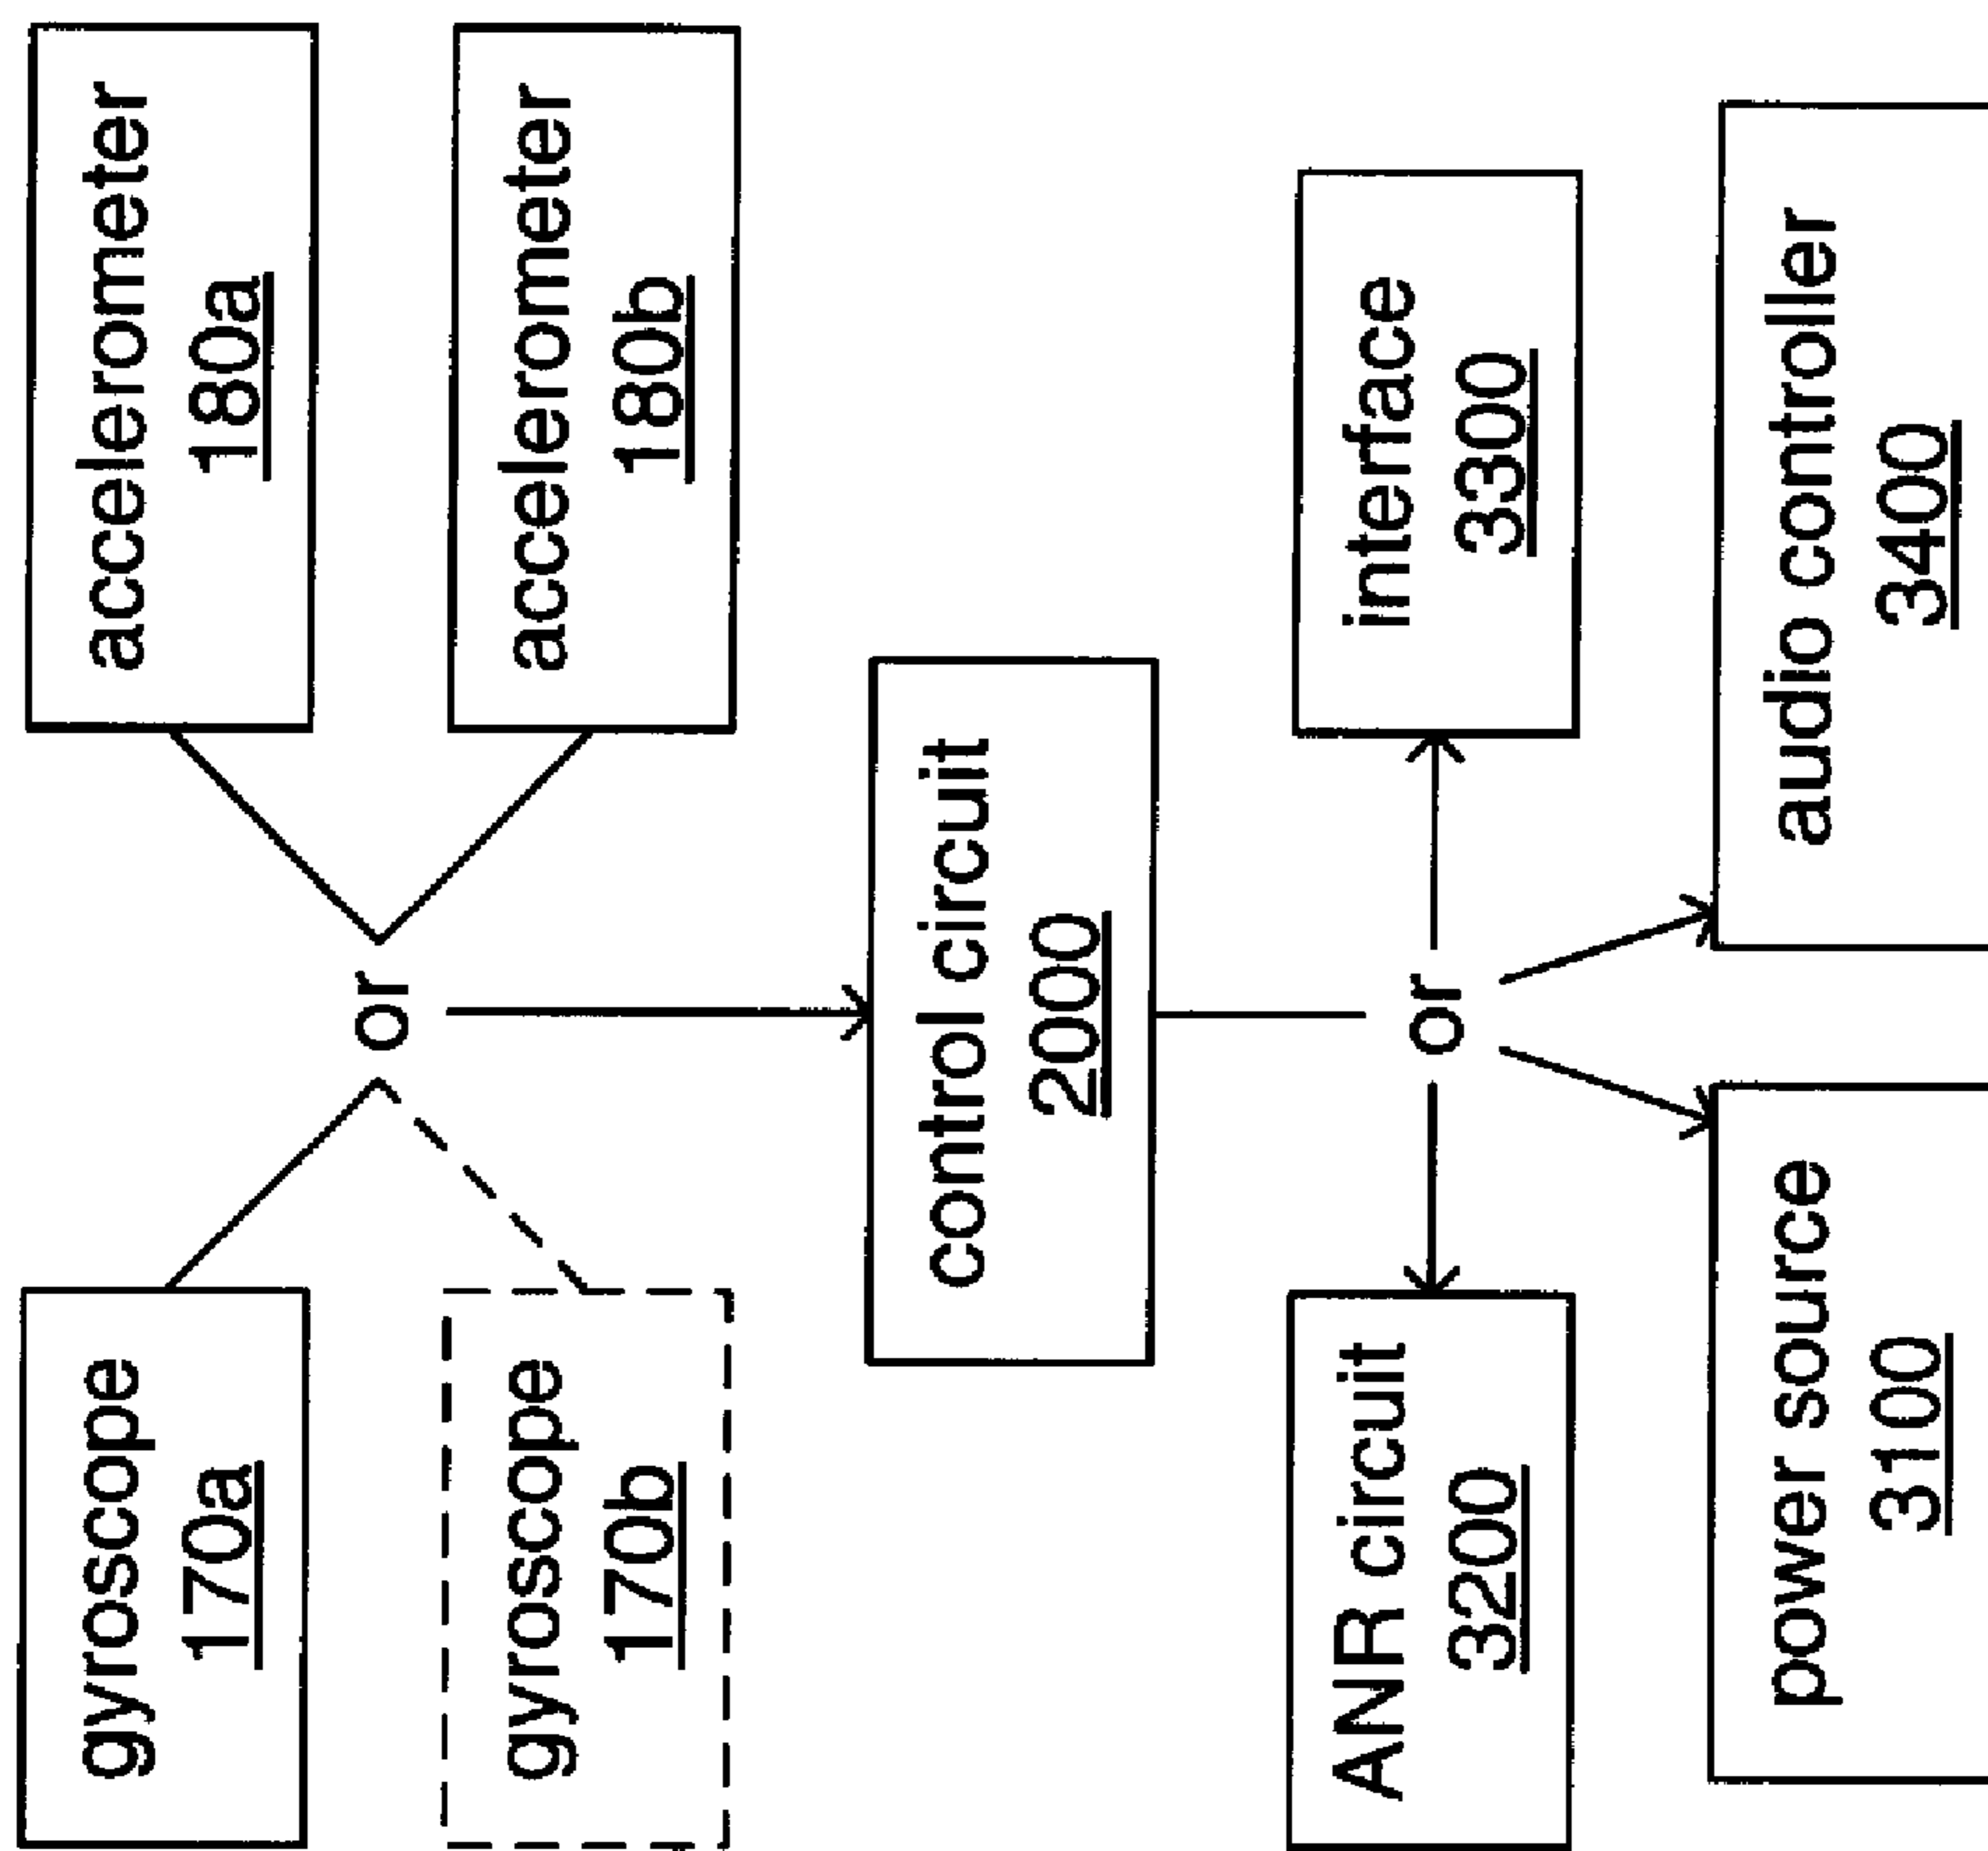 gyroscope
170a
accelerometer
180a
or
gyroscope
170b
accelerometer
180b
control circuit
2000
ANR circuit
3200
or
interface
3300
power source
3100
audio controller
3400